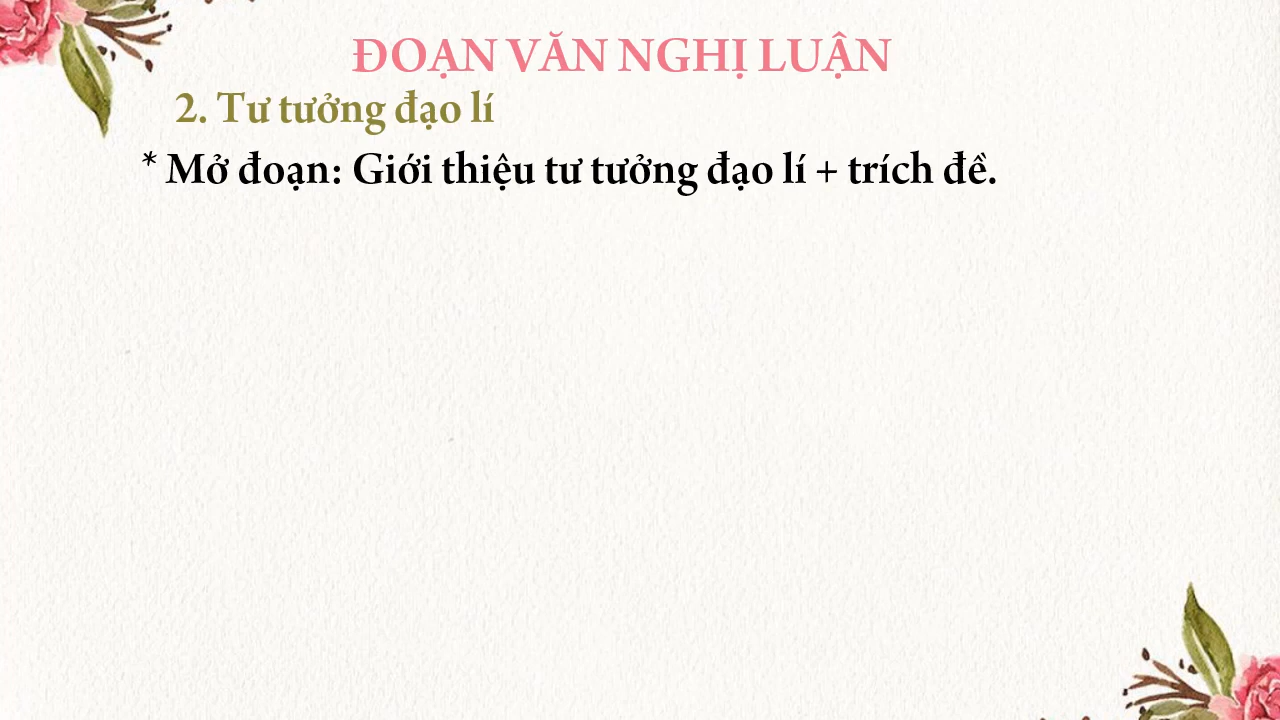 ĐOẠN VĂN NGHỊ LUẬN
2. Tư tưởng đạo lí
* Mở đoạn: Giới thiệu tư tưởng đạo lí + trích đề.